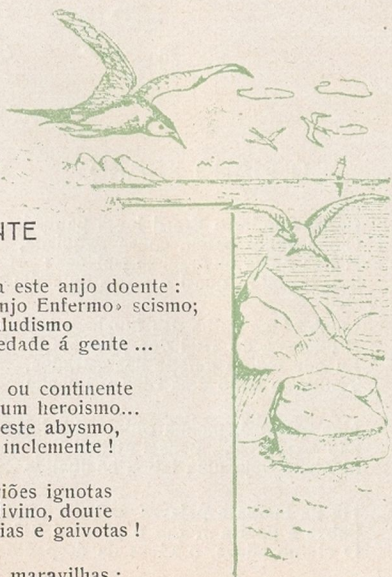 NTE
este anjo doente :
njo Enfermo» scismo;
ludismo
edade á gente ...
ou continente
um heroismo...
este abysmo,
inclemente !
iões ignotas
ivino, doure
ias e gaivotas !
maravilhas :